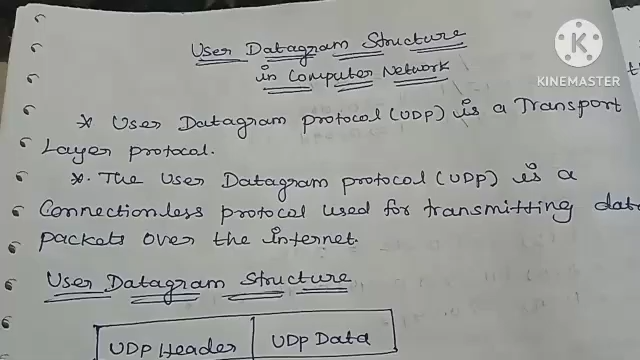 User Datagram Structure
in Computer Network
KINEMASTER
* User Datagram protocol (UDP) is a Transport
Layer protocol.
*. The User Datagram protocol (UDP) is a
Connectionless protocol used for transmitting data
packets over the internet.
User Datagram Structure
UDP Header UDP Data